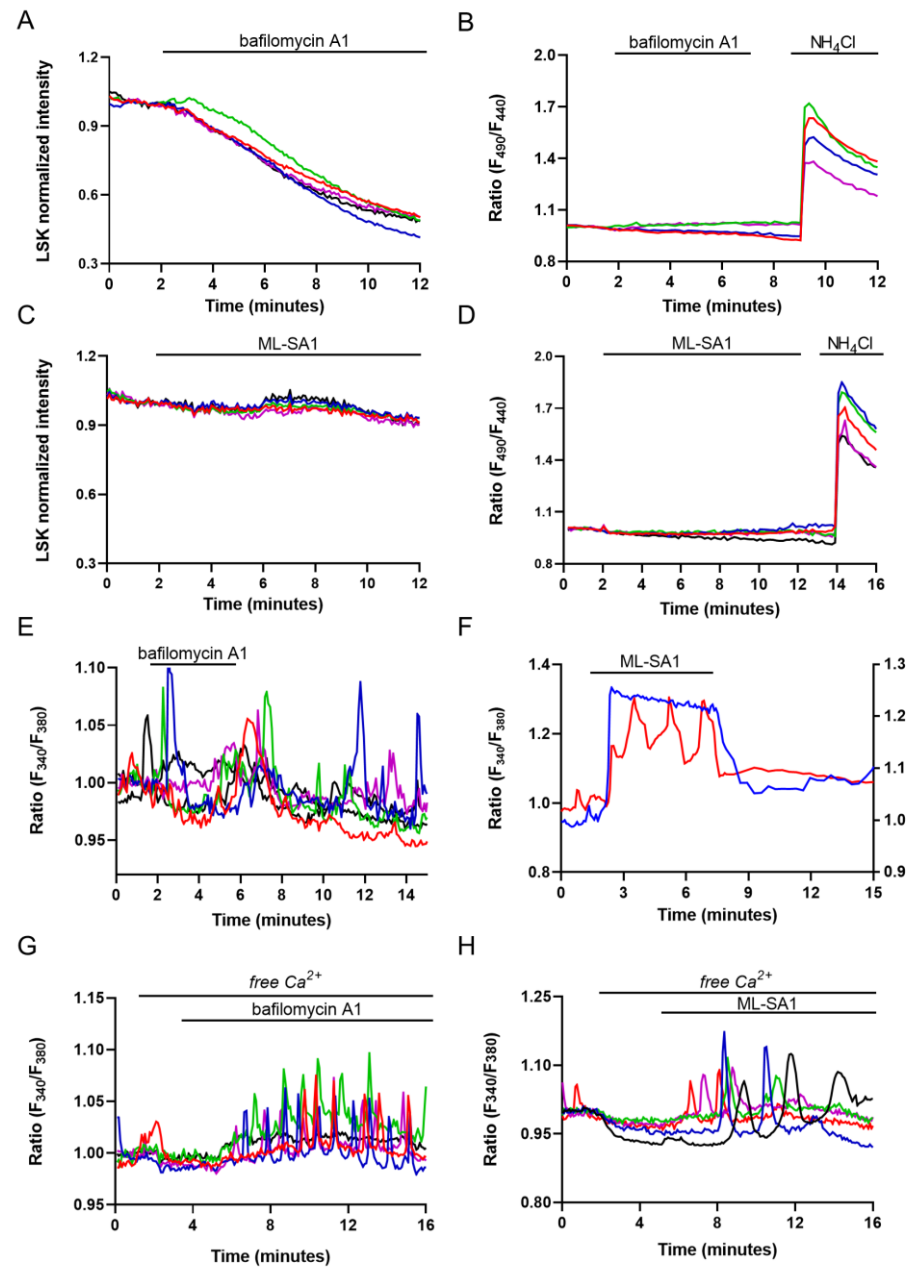 A
bafilomycin A1
LSK normalized intensity
1.2
0.9
0.6
0.3
0 2 4 6 8 10 12
Time (minutes)
B
bafilomycin A1 NH₄Cl
Ratio (F₄₉₀/F₄₄₀)
2.0
1.7
1.4
1.1
0.8
0 2 4 6 8 10 12
Time (minutes)
C
ML-SA1
LSK normalized intensity
1.2
0.9
0.6
0.3
0 2 4 6 8 10 12
Time (minutes)
D
ML-SA1 NH₄Cl
Ratio (F₄₉₀/F₄₄₀)
2.0
1.7
1.4
1.1
0.8
0 2 4 6 8 10 12 14 16
Time (minutes)
E
bafilomycin A1
Ratio (F₃₄₀/F₃₈₀)
1.10
1.05
1.00
0.95
0 2 4 6 8 10 12 14
Time (minutes)
F
ML-SA1
Ratio (F₃₄₀/F₃₈₀)
1.4
1.2
1.0
0.8
1.3
1.2
1.1
1.0
0.9
0 3 6 9 12 15
Time (minutes)
G
free Ca²⁺
bafilomycin A1
Ratio (F₃₄₀/F₃₈₀)
1.15
1.10
1.05
1.00
0.95
0 4 8 12 16
Time (minutes)
H
free Ca²⁺
ML-SA1
Ratio (F340/F380)
1.25
1.10
0.95
0.80
0 4 8 12 16
Time (minutes)